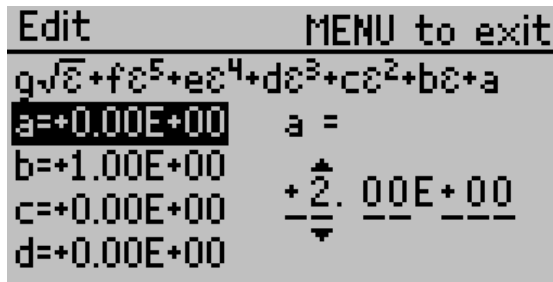 Edit MENU to exit
g√ε+fε⁵+eε⁴+dε³+cε²+bε+a
a=+0.00E+00 a =
b=+1.00E+00
+2.00E+00
c=+0.00E+00
d=+0.00E+00